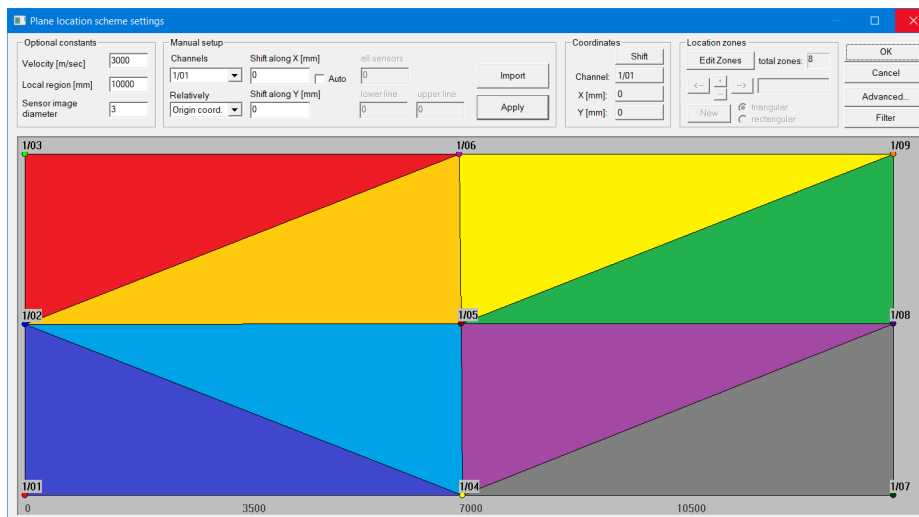 Plane location scheme settings
Optional constants
Velocity [m/sec] 3000
Local region [mm] 10000
Sensor image diameter 3
Manual setup
Channels
1/01
Relatively
Origin coord.
Shift along X [mm]
0
Auto
Shift along Y [mm]
0
all sensors
0
lower line
0
upper line
0
Import
Apply
Coordinates
Shift
Channel: 1/01
X [mm]: 0
Y [mm]: 0
Location zones
Edit Zones total zones: 8
<- + - ->
New
triangular
rectangular
OK
Cancel
Advanced...
Filter
1/03 1/06 1/09
1/02 1/05 1/08
1/01 1/04 1/07
0 3500 7000 10500